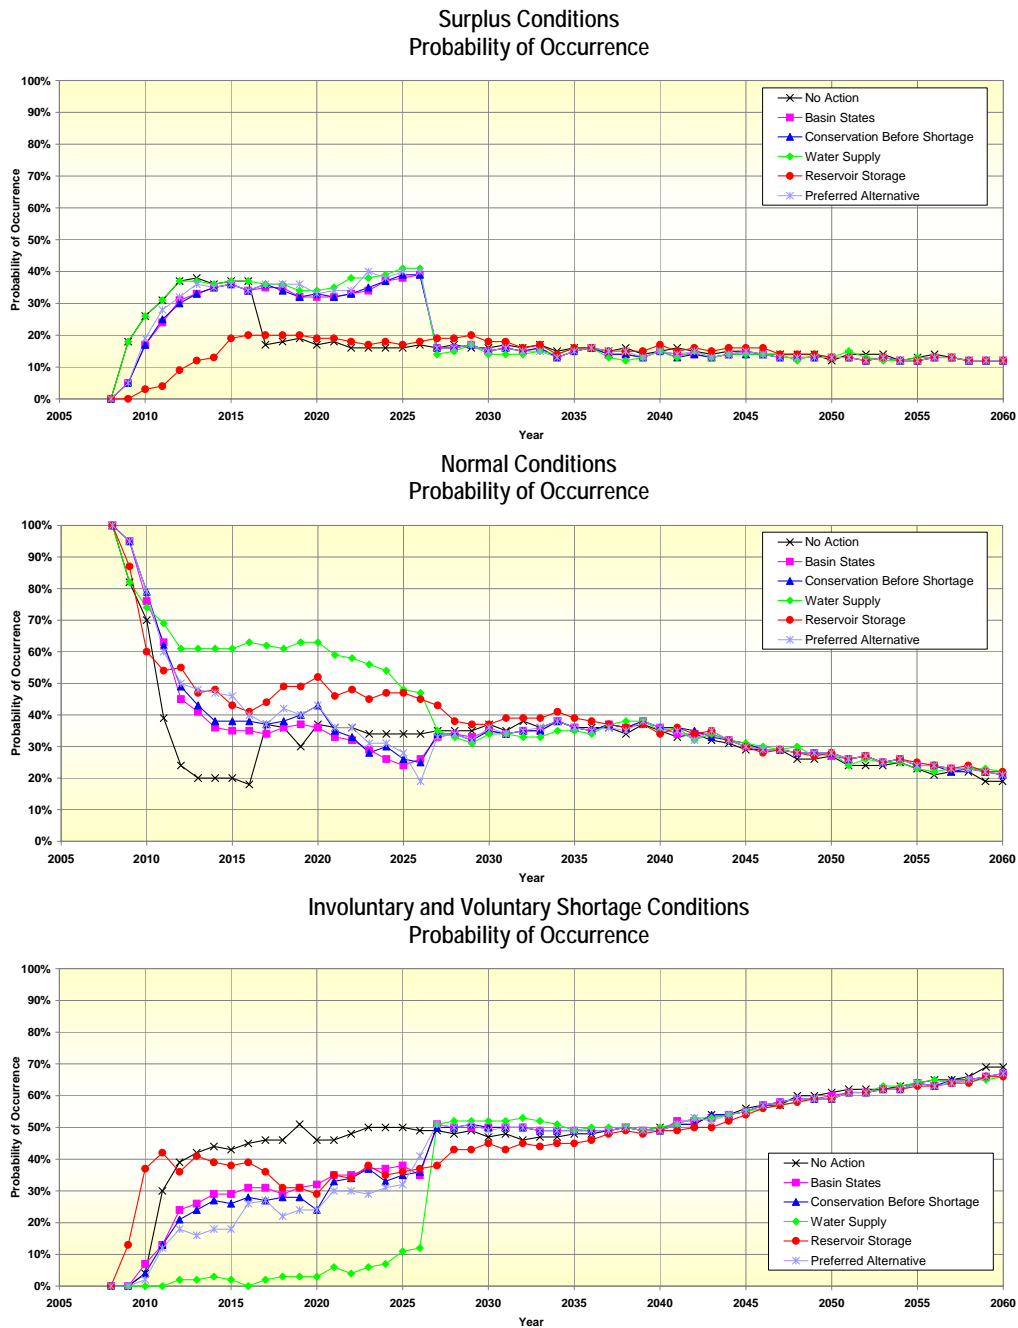 Surplus Conditions
Probability of Occurrence
100%
90%
80%
70%
60%
50%
40%
30%
20%
10%
0%
Probability of Occurrence
No Action
Basin States
Conservation Before Shortage
Water Supply
Reservoir Storage
Preferred Alternative
2005 2010 2015 2020 2025 2030 2035 2040 2045 2050 2055 2060
Year
Normal Conditions
Probability of Occurrence
100%
90%
80%
70%
60%
50%
40%
30%
20%
10%
0%
Probability of Occurrence
No Action
Basin States
Conservation Before Shortage
Water Supply
Reservoir Storage
Preferred Alternative
2005 2010 2015 2020 2025 2030 2035 2040 2045 2050 2055 2060
Year
Involuntary and Voluntary Shortage Conditions
Probability of Occurrence
100%
90%
80%
70%
60%
50%
40%
30%
20%
10%
0%
Probability of Occurrence
No Action
Basin States
Conservation Before Shortage
Water Supply
Reservoir Storage
Preferred Alternative
2005 2010 2015 2020 2025 2030 2035 2040 2045 2050 2055 2060
Year